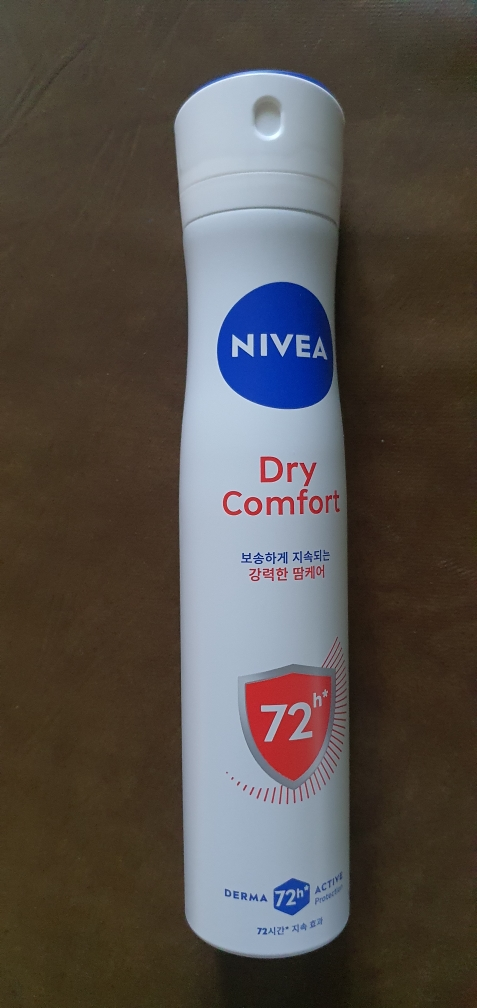 NIVEA
Dry
Comfort
보송하게 지속되는
강력한 땀케어
72h*
DERMA 72h* ACTIVE
Protection
72시간* 지속 효과